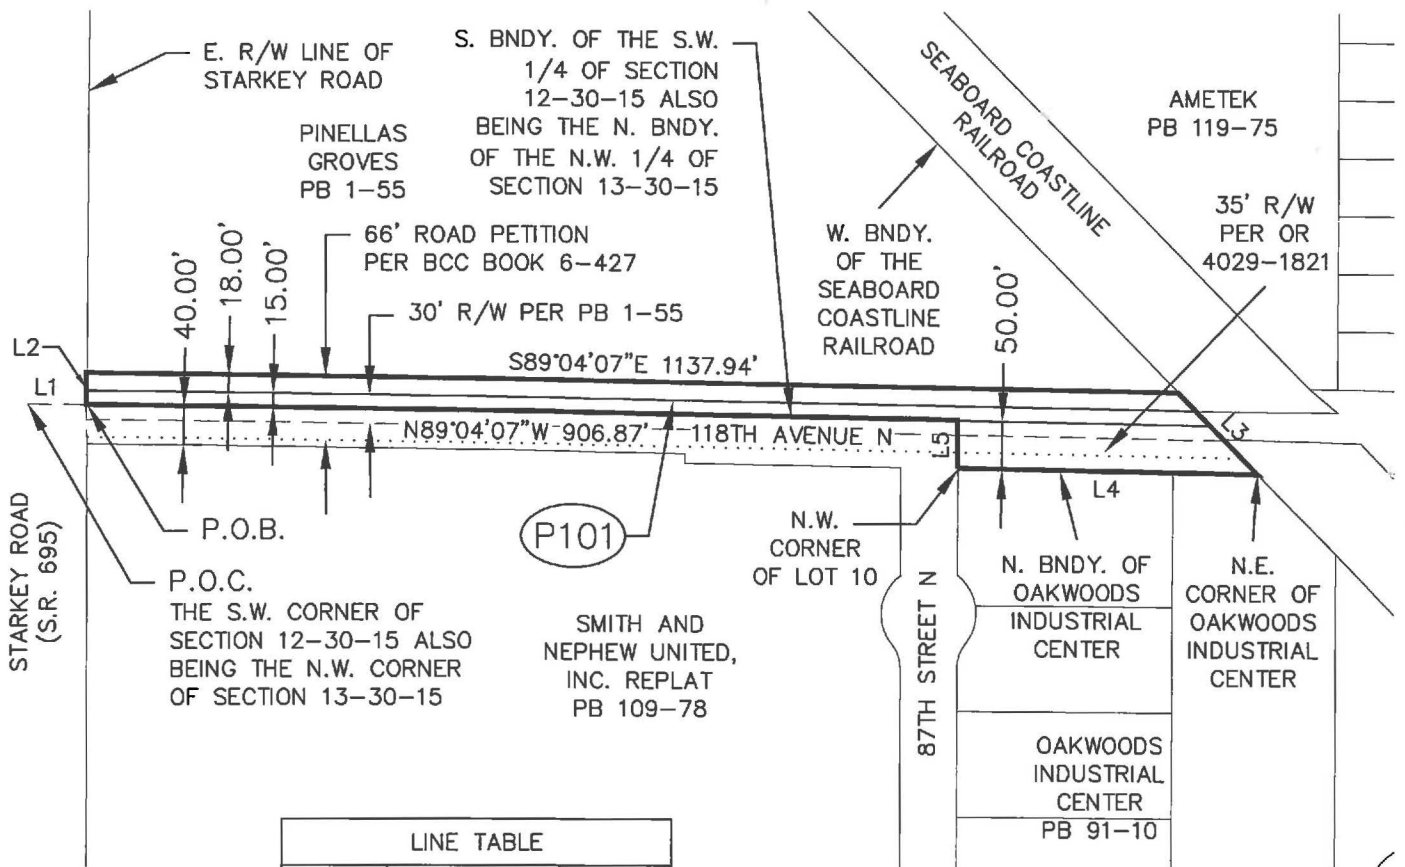 E. R/W LINE OF
STARKEY ROAD
S. BNDY. OF THE S.W.
1/4 OF SECTION
12-30-15 ALSO
BEING THE N. BNDY.
OF THE N.W. 1/4 OF
SECTION 13-30-15
PINELLAS
GROVES
PB 1-55
SEABOARD COASTLINE
RAILROAD
AMETEK
PB 119-75
66' ROAD PETITION
PER BCC BOOK 6-427
W. BNDY.
OF THE
SEABOARD
COASTLINE
RAILROAD
35' R/W
PER OR
4029-1821
40.00'
18.00'
15.00'
30' R/W PER PB 1-55
50.00'
L2
L1
S89°04'07"E 1137.94'
N89°04'07"W 906.87'
118TH AVENUE N
L5
L3
L4
STARKEY ROAD
(S.R. 695)
P.O.B.
P101
P.O.C.
THE S.W. CORNER OF
SECTION 12-30-15 ALSO
BEING THE N.W. CORNER
OF SECTION 13-30-15
SMITH AND
NEPHEW UNITED,
INC. REPLAT
PB 109-78
N.W.
CORNER
OF LOT 10
87TH STREET N
N. BNDY. OF
OAKWOODS
INDUSTRIAL
CENTER
N.E.
CORNER OF
OAKWOODS
INDUSTRIAL
CENTER
OAKWOODS
INDUSTRIAL
CENTER
PB 91-10
LINE TABLE